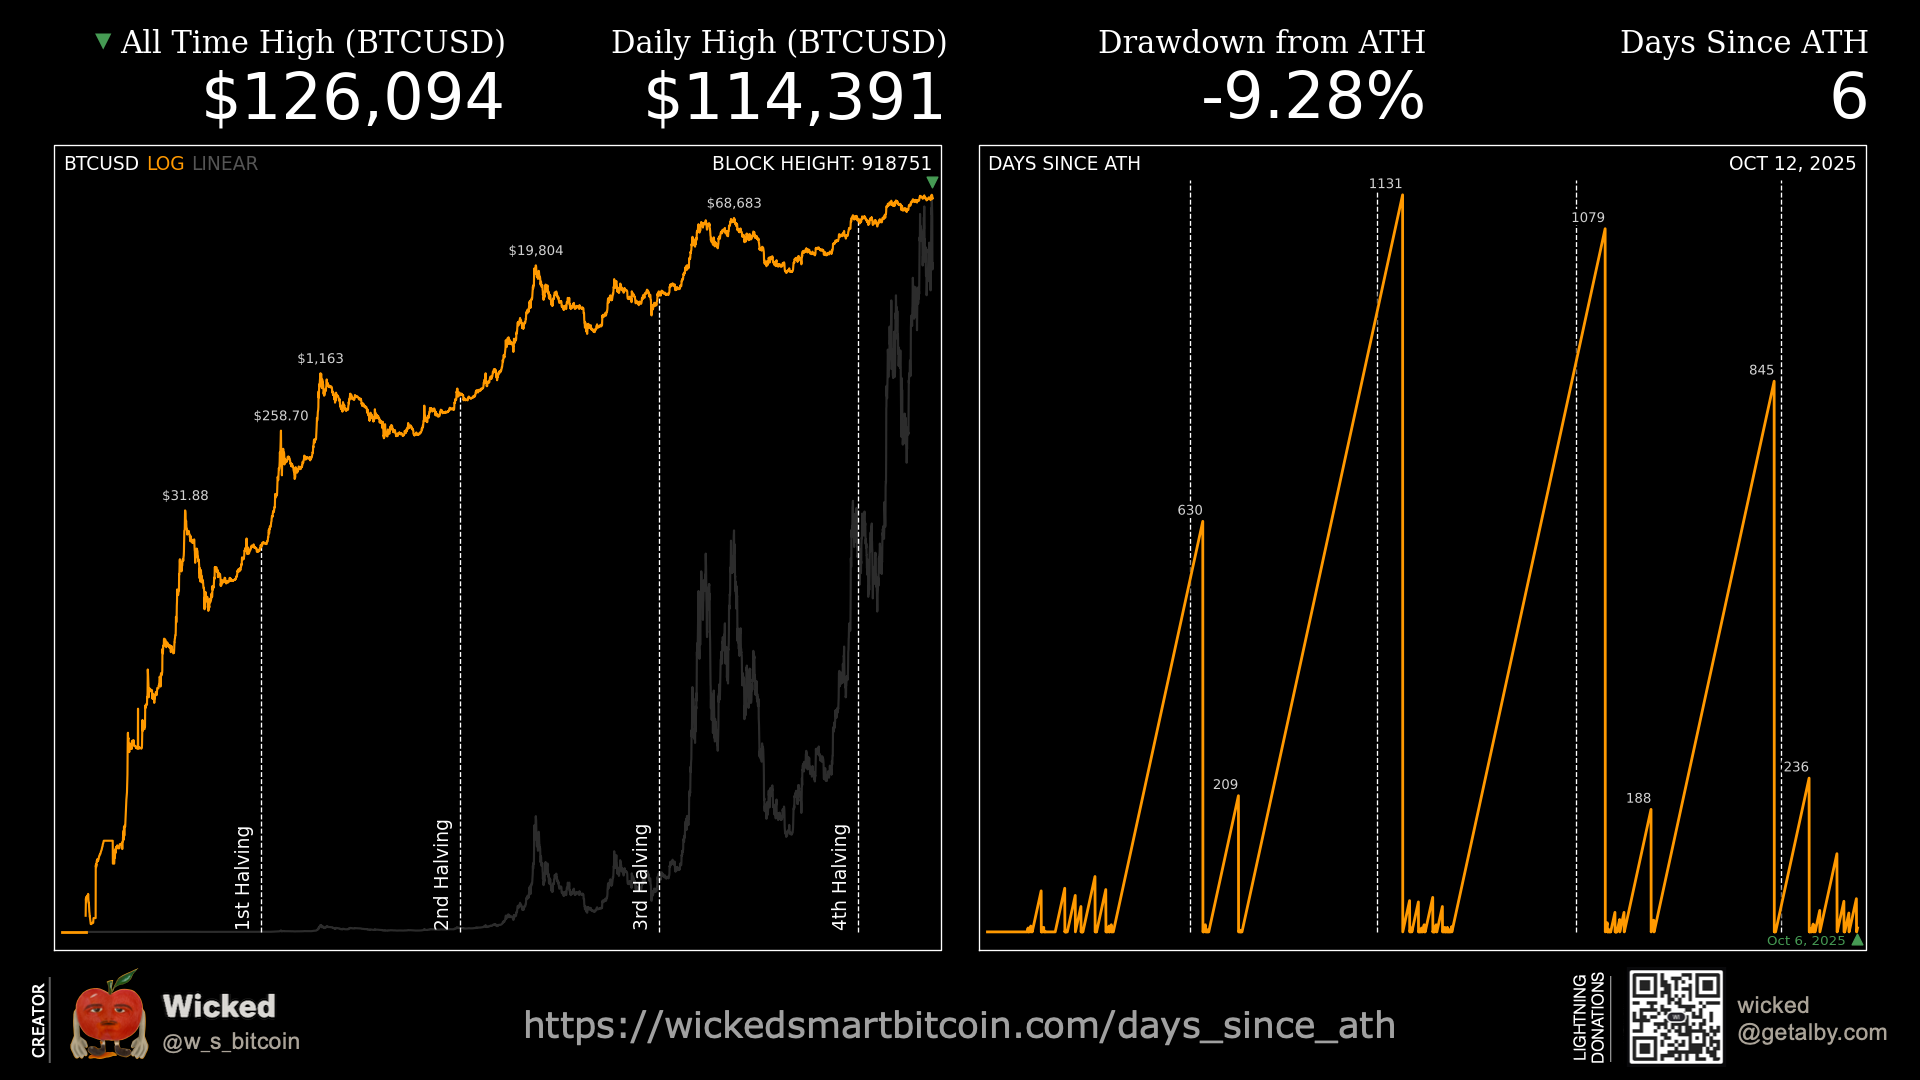 All Time High (BTCUSD)
$126,094
Daily High (BTCUSD)
$114,391
Drawdown from ATH
-9.28%
Days Since ATH
6
BTCUSD LOG LINEAR
BLOCK HEIGHT: 918751
$31.88
$258.70
$1,163
$19,804
$68,683
1st Halving
2nd Halving
3rd Halving
4th Halving
DAYS SINCE ATH
OCT 12, 2025
630
209
1131
1079
188
845
236
Oct 6, 2025
CREATOR
Wicked
@w_s_bitcoin
https://wickedsmartbitcoin.com/days_since_ath
LIGHTNING
DONATIONS
wicked
@getalby.com